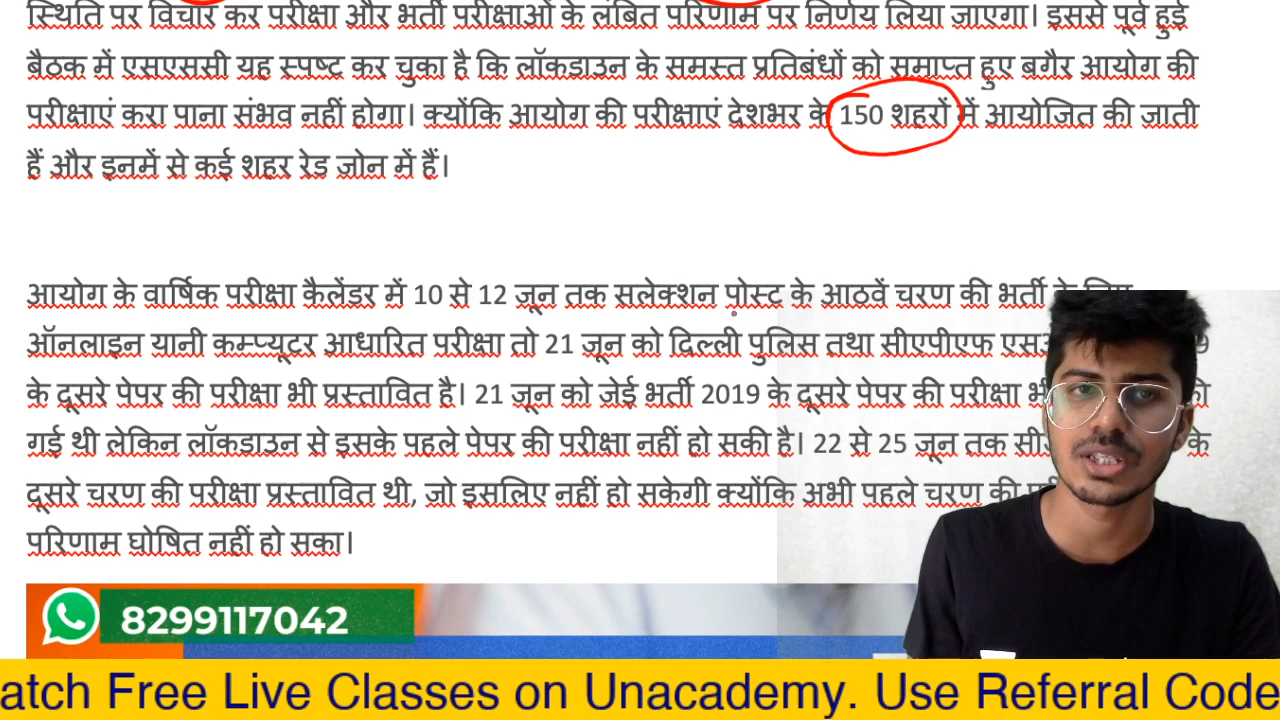 स्थिति पर विचार कर परीक्षा और भर्ती परीक्षाओं के लंबित परिणाम पर निर्णय लिया जाएगा। इससे पूर्व हुई
बैठक में एसएससी यह स्पष्ट कर चुका है कि लॉकडाउन के समस्त प्रतिबंधों को समाप्त हुए बगैर आयोग की
परीक्षाएं करा पाना संभव नहीं होगा। क्योंकि आयोग की परीक्षाएं देशभर के 150 शहरों में आयोजित की जाती
हैं और इनमें से कई शहर रेड ज़ोन में हैं।
आयोग के वार्षिक परीक्षा कैलेंडर में 10 से 12 जून तक सलेक्शन पोस्ट के आठवें चरण की भर्ती के लिए
ऑनलाइन यानी कम्प्यूटर आधारित परीक्षा तो 21 जून को दिल्ली पुलिस तथा सीएपीएफ
के दूसरे पेपर की परीक्षा भी प्रस्तावित है। 21 जून को जेई भर्ती 2019 के दूसरे पेपर की परीक्षा
गई थी लेकिन लॉकडाउन से इसके पहले पेपर की परीक्षा नहीं हो सकी है। 22 से 25 जून तक के
दूसरे चरण की परीक्षा प्रस्तावित थी, जो इसलिए नहीं हो सकेगी क्योंकि अभी पहले चरण की
परिणाम घोषित नहीं हो सका।
8299117042
atch Free Live Classes on Unacademy. Use Referral Code